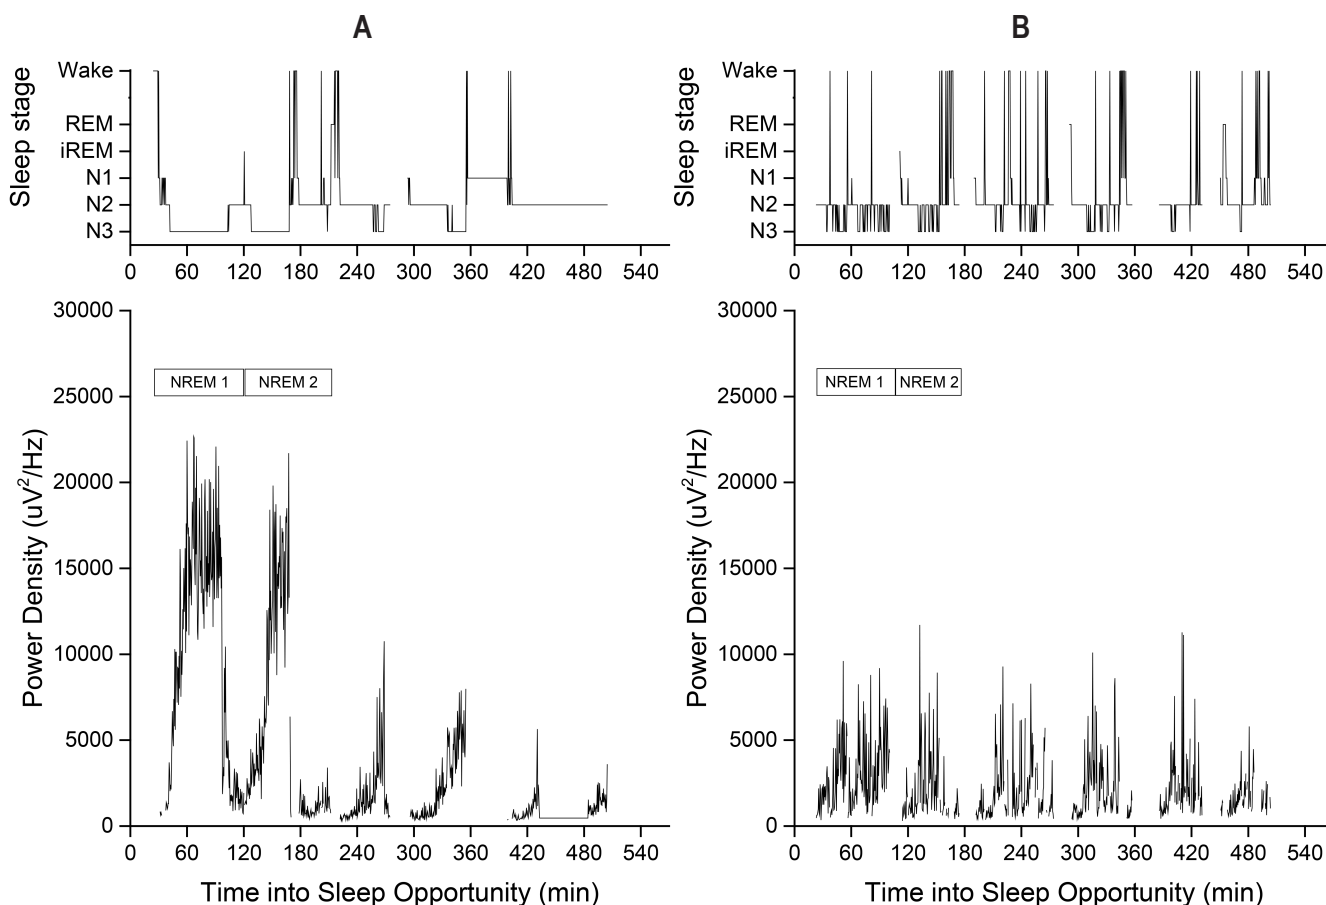 A
Sleep stage
Wake
REM
iREM
N1
N2
N3
0 60 120 180 240 300 360 420 480 540
B
Sleep stage
Wake
REM
iREM
N1
N2
N3
0 60 120 180 240 300 360 420 480 540
Power Density (uV²/Hz)
30000
25000
20000
15000
10000
5000
0
NREM 1 NREM 2
0 60 120 180 240 300 360 420 480 540
Time into Sleep Opportunity (min)
Power Density (uV²/Hz)
30000
25000
20000
15000
10000
5000
0
NREM 1 NREM 2
0 60 120 180 240 300 360 420 480 540
Time into Sleep Opportunity (min)